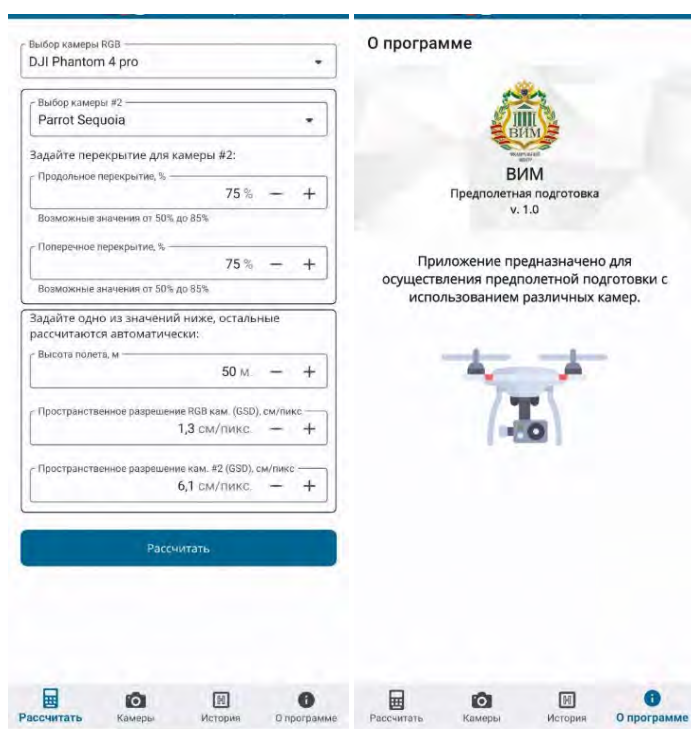 Выбор камеры RGB
DJI Phantom 4 pro
Выбор камеры #2
Parrot Sequoia
Задайте перекрытие для камеры #2:
Продольное перекрытие, %
75 % — +
Возможные значения от 50% до 85%
Поперечное перекрытие, %
75 % — +
Возможные значения от 50% до 85%
Задайте одно из значений ниже, остальные
рассчитаются автоматически:
Высота полета, м
50 м. — +
Пространственное разрешение RGB кам. (GSD), см/пикс
1,3 см/пикс. — +
Пространственное разрешение кам. #2 (GSD), см/пикс
6,1 см/пикс. — +
Рассчитать
Рассчитать Камеры История О программе
О программе
ВИМ
ВИМ
Предполетная подготовка
v. 1.0
Приложение предназначено для
осуществления предполетной подготовки с
использованием различных камер.
Рассчитать Камеры История О программе